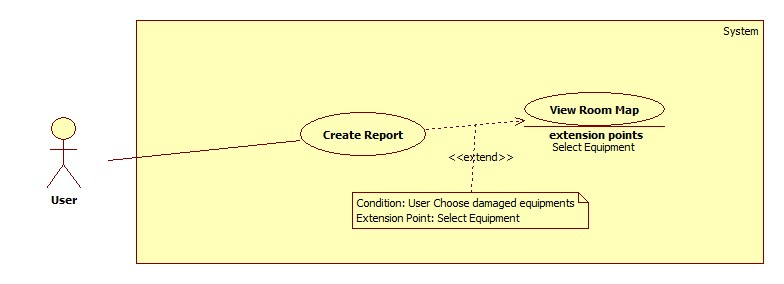 System
View Room Map
extension points
Select Equipment
Create Report
<<extend>>
User
Condition: User Choose damaged equipments
Extension Point: Select Equipment